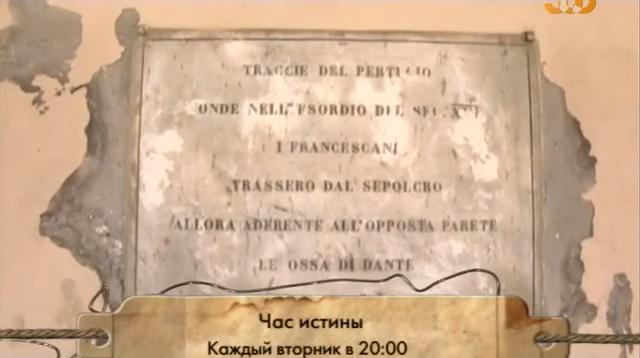 TRACCIE DEL PERTUGIO
ONDE NELL' ESORDIO DEL SEC. XVI
I FRANCESCANI
TRASSERO DAL SEPOLCRO
ALLORA ADERENTE ALL'OPPOSTA PARETE
LE OSSA DI DANTE
Час истины
Каждый вторник в 20:00